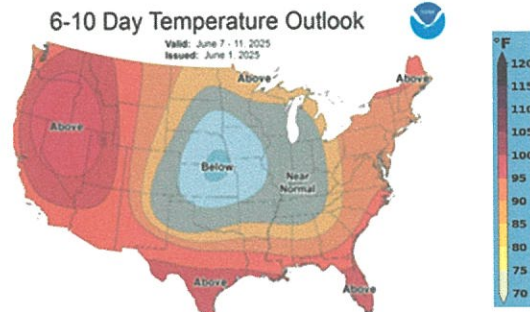 6-10 Day Temperature Outlook
Valid: June 7 - 11, 2025
Issued: June 1, 2025
°F
120
115
110
105
100
95
90
85
80
75
70
Above
Above
Above
Below
Near
Normal
Above
Above